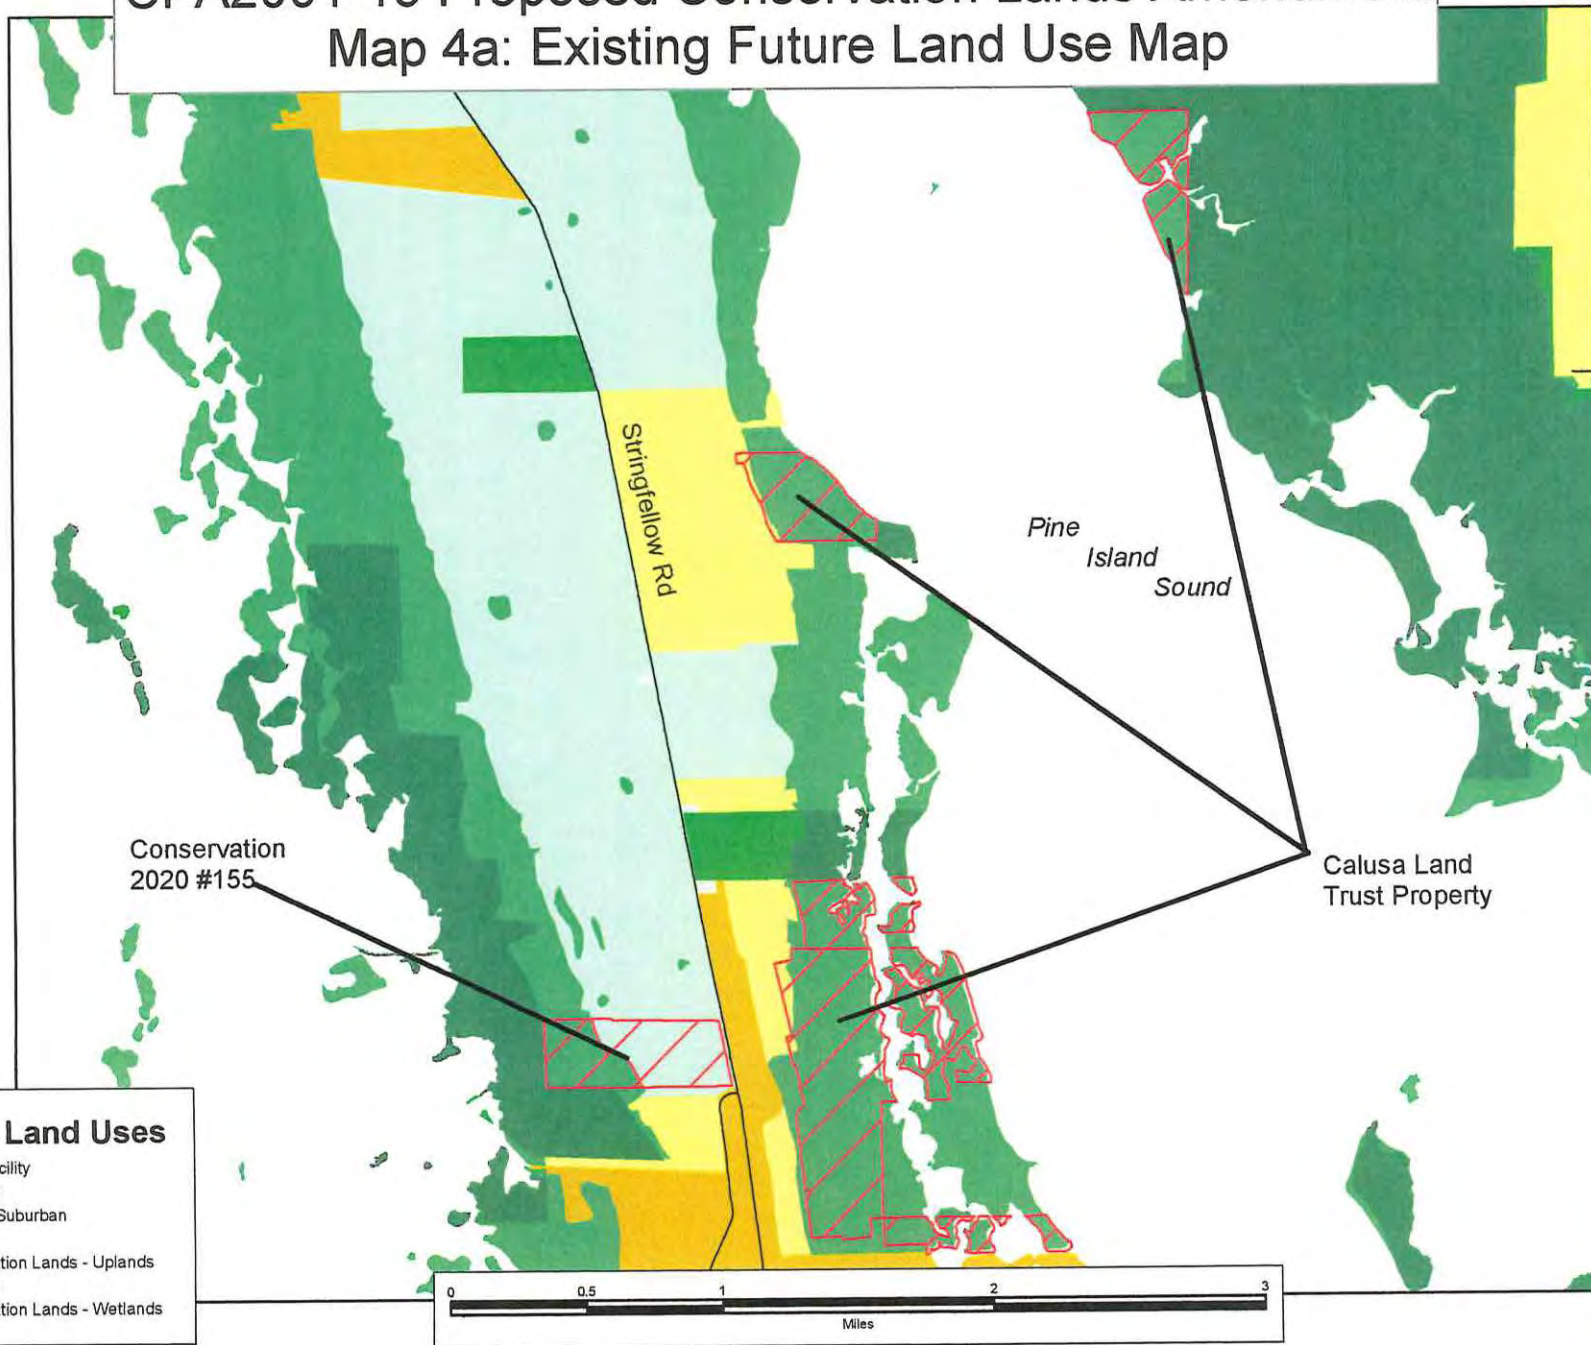 Map 4a: Existing Future Land Use Map
Stringfellow Rd
Pine
Island
Sound
Conservation
2020 #155
Calusa Land
Trust Property
Land Uses
cility
Suburban
tion Lands - Uplands
tion Lands - Wetlands
0 0.5 1 2 3
Miles